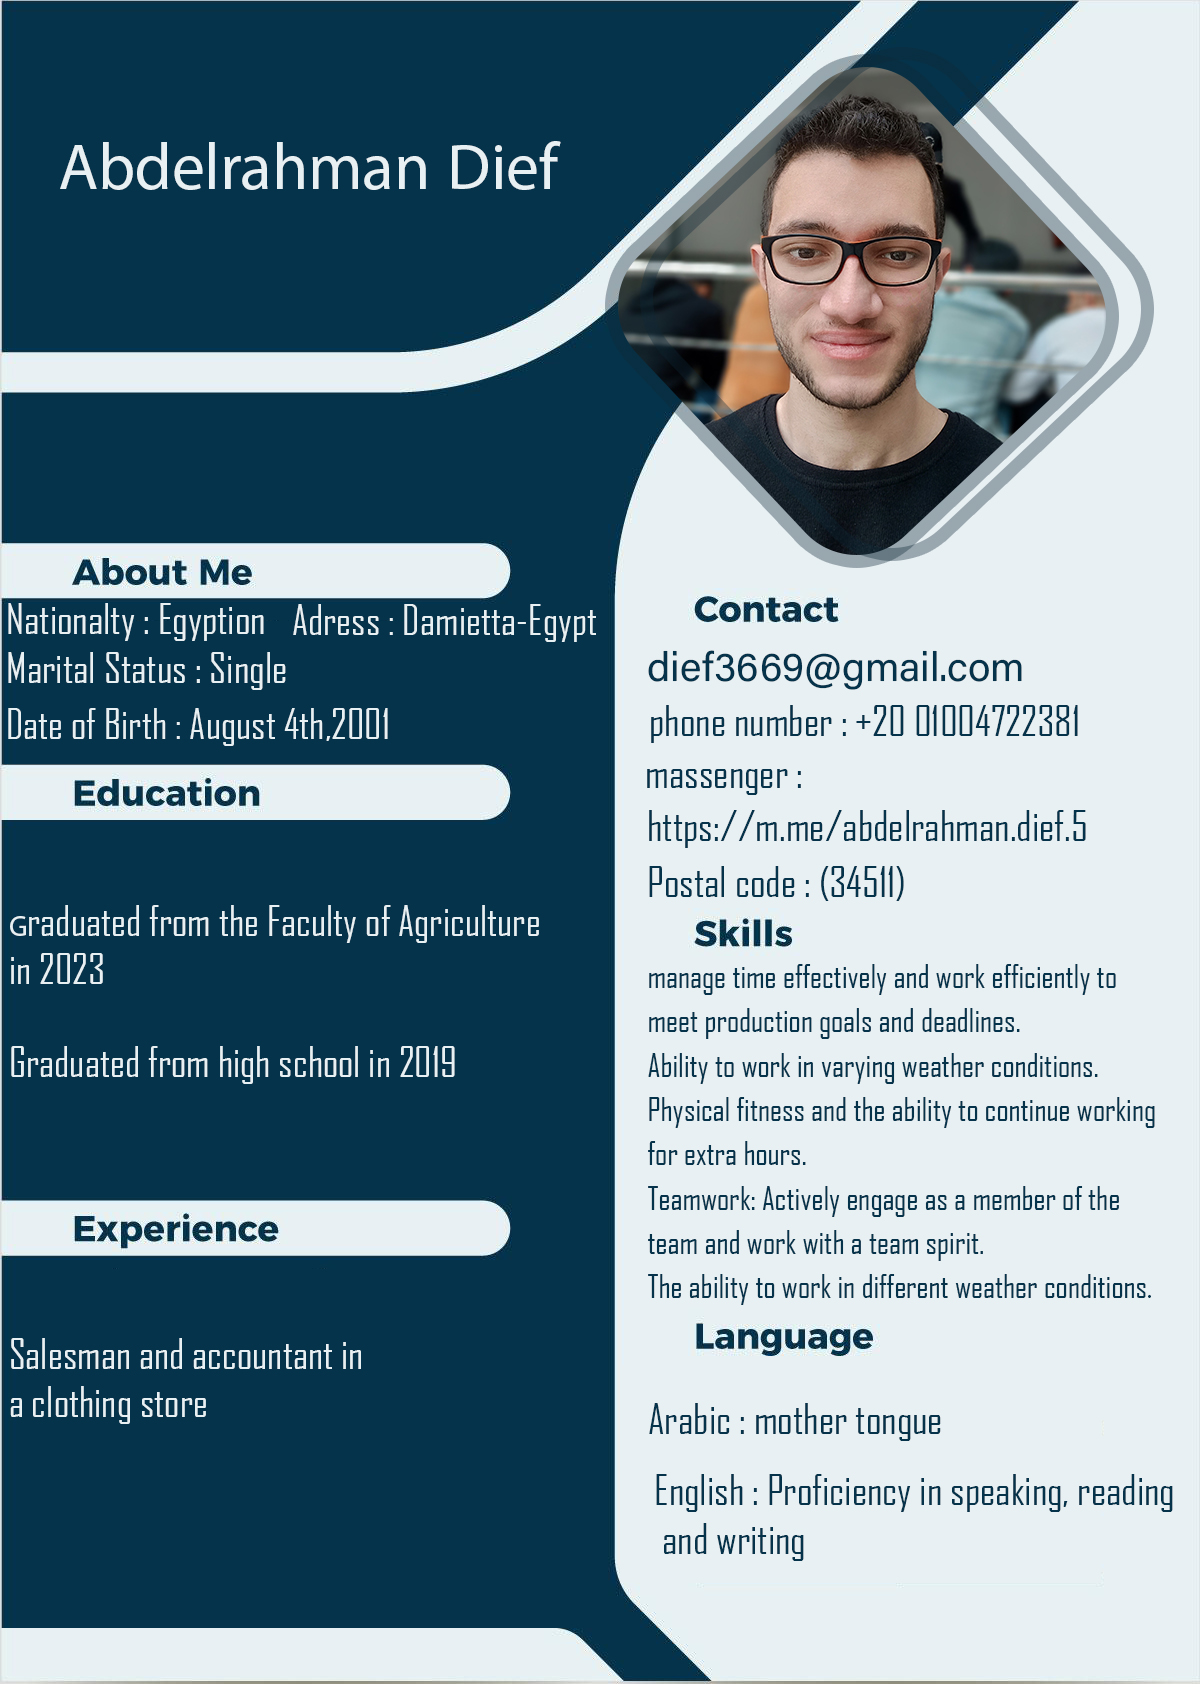 Abdelrahman Dief
About Me
Nationalty : Egyption Adress : Damietta-Egypt
Marital Status : Single
Date of Birth : August 4th,2001
Education
Graduated from the Faculty of Agriculture
in 2023
Graduated from high school in 2019
Experience
Salesman and accountant in
a clothing store
Contact
dief3669@gmail.com
phone number : +20 01004722381
massenger :
https://m.me/abdelrahman.dief.5
Postal code : (34511)
Skills
manage time effectively and work efficiently to
meet production goals and deadlines.
Ability to work in varying weather conditions.
Physical fitness and the ability to continue working
for extra hours.
Teamwork: Actively engage as a member of the
team and work with a team spirit.
The ability to work in different weather conditions.
Language
Arabic : mother tongue
English : Proficiency in speaking, reading
and writing